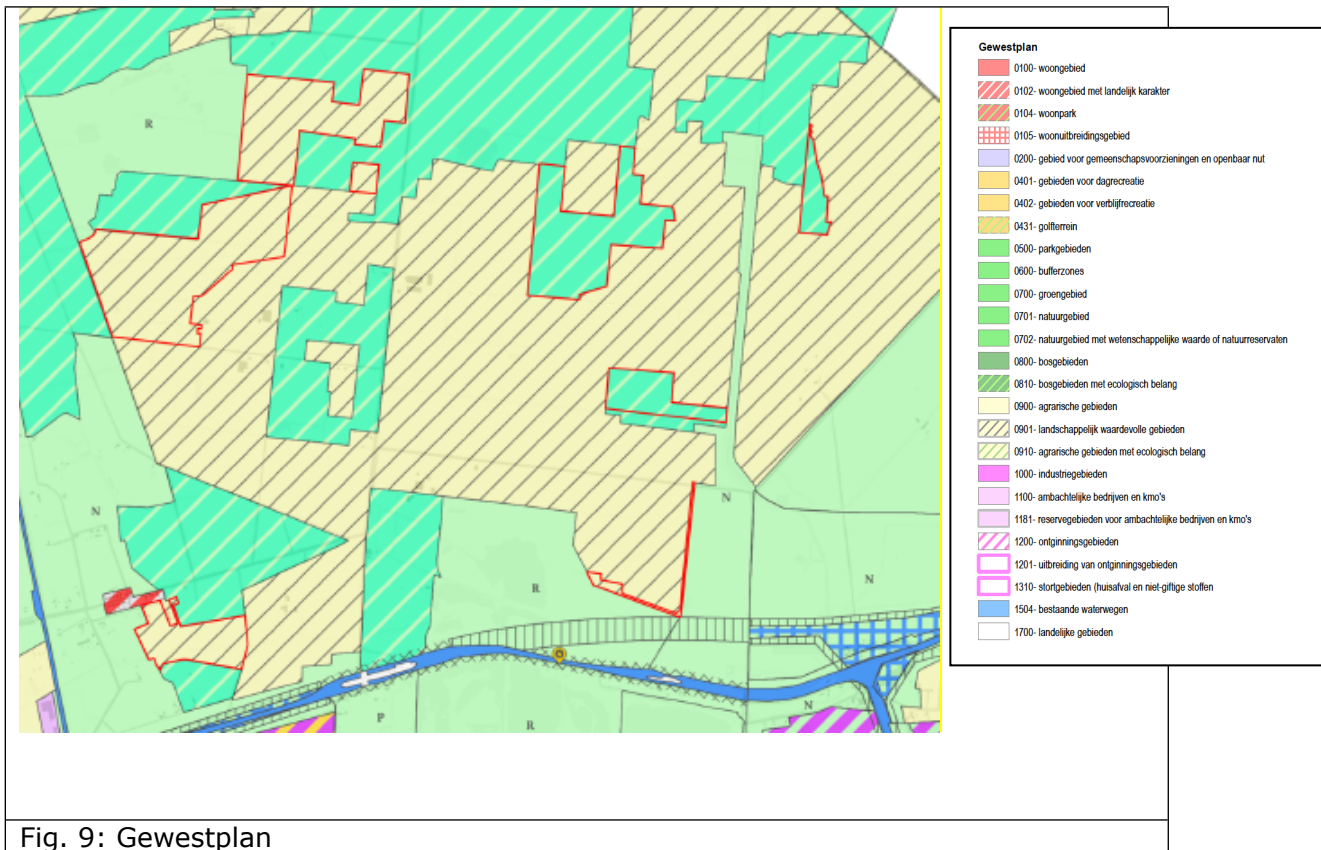 R
N
N
R
N
P
R
N
Gewestplan
0100- woongebied
0102- woongebied met landelijk karakter
0104- woonpark
0105- woonuitbreidingsgebied
0200- gebied voor gemeenschapsvoorzieningen en openbaar nut
0401- gebieden voor dagrecreatie
0402- gebieden voor verblijfrecreatie
0431- golfterrein
0500- parkgebieden
0600- bufferzones
0700- groengebied
0701- natuurgebied
0702- natuurgebied met wetenschappelijke waarde of natuurreservaten
0800- bosgebieden
0810- bosgebieden met ecologisch belang
0900- agrarische gebieden
0901- landschappelijk waardevolle gebieden
0910- agrarische gebieden met ecologisch belang
1000- industriegebieden
1100- ambachtelijke bedrijven en kmo's
1181- reservegebieden voor ambachtelijke bedrijven en kmo's
1200- ontginningsgebieden
1201- uitbreiding van ontginningsgebieden
1310- stortgebieden (huisafval en niet-giftige stoffen
1504- bestaande waterwegen
1700- landelijke gebieden
Fig. 9: Gewestplan